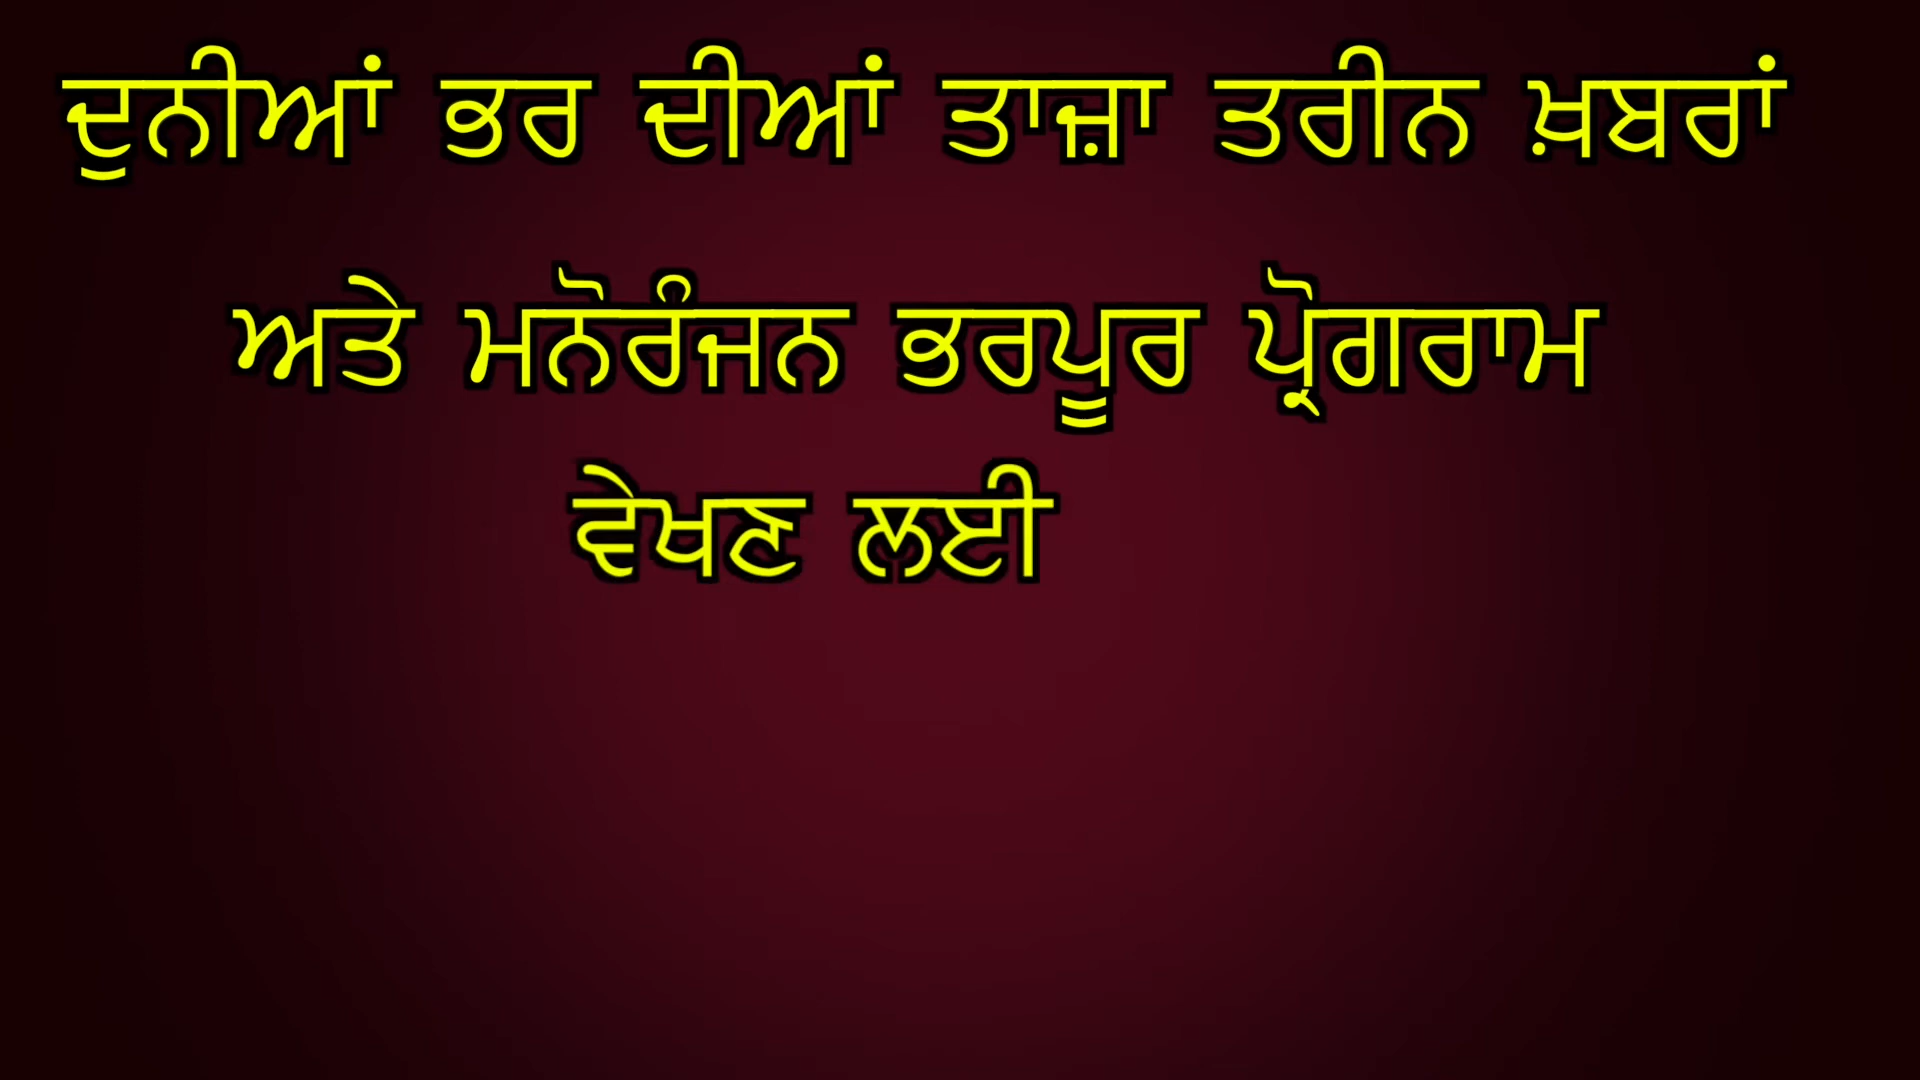 ਦੁਨੀਆਂ ਭਰ ਦੀਆਂ ਤਾਜ਼ਾ ਤਰੀਨ ਖ਼ਬਰਾਂ
ਅਤੇ ਮਨੋਰੰਜਨ ਭਰਪੂਰ ਪ੍ਰੋਗਰਾਮ
ਵੇਖਣ ਲਈ